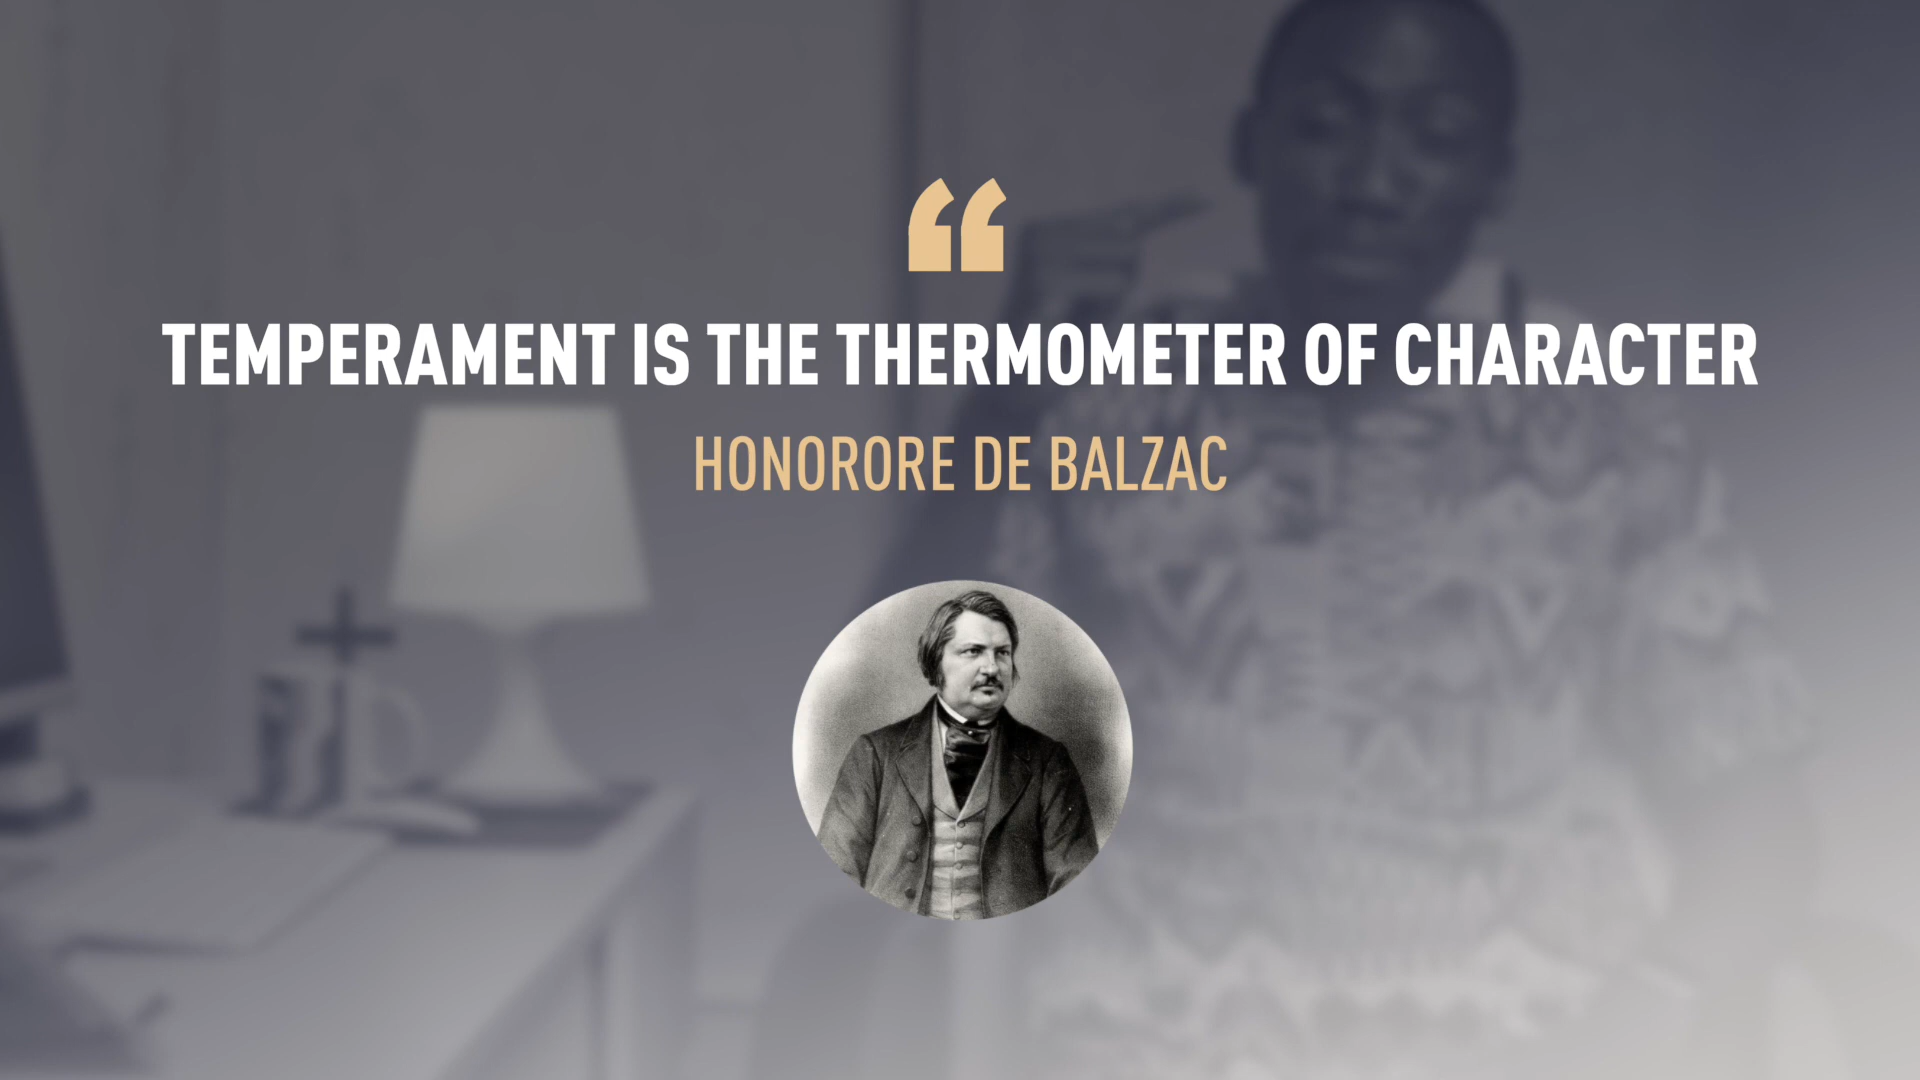 “
TEMPERAMENT IS THE THERMOMETER OF CHARACTER
HONORORE DE BALZAC